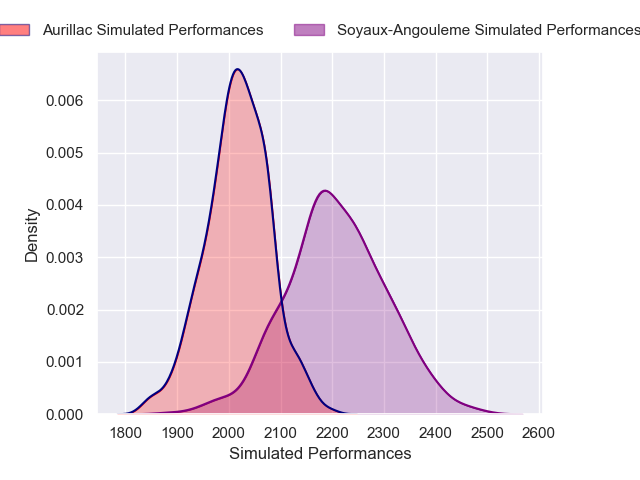 Aurillac Simulated Performances
Soyaux-Angouleme Simulated Performances
0.006
0.005
0.004
0.003
0.002
0.001
0.000
Density
1800 1900 2000 2100 2200 2300 2400 2500 2600
Simulated Performances